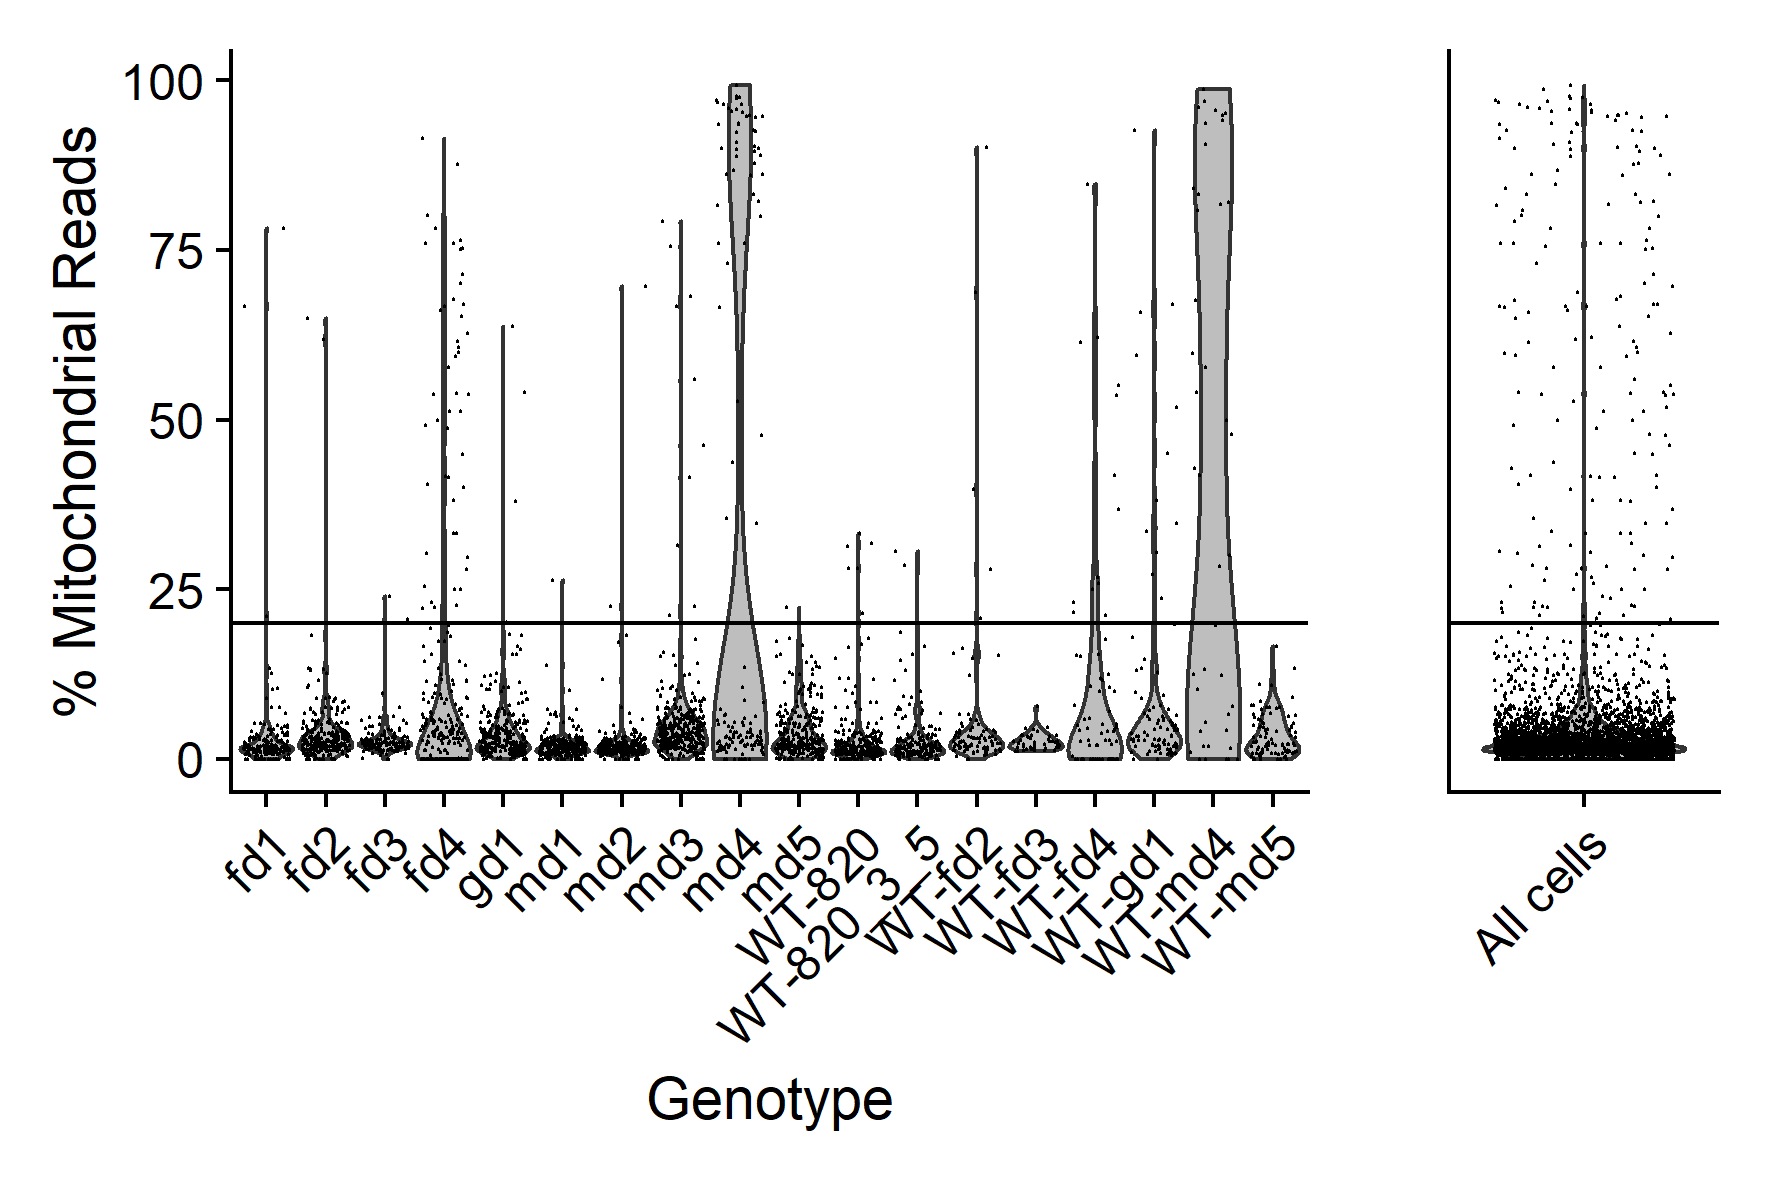 % Mitochondrial Reads
100
75
50
25
0
fd1
fd2
fd3
fd4
gd1
md1
md2
md3
md4
md5
WT-820
WT-820_3_5
WT-fd2
WT-fd3
WT-fd4
WT-gd1
WT-md4
WT-md5
All cells
Genotype